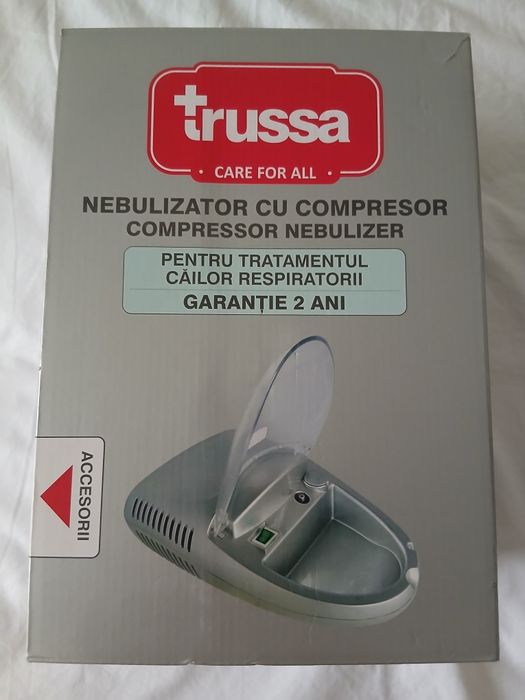 trussa
• CARE FOR ALL •
NEBULIZATOR CU COMPRESOR
COMPRESSOR NEBULIZER
PENTRU TRATAMENTUL
CĂILOR RESPIRATORII
GARANȚIE 2 ANI
ACCESORII